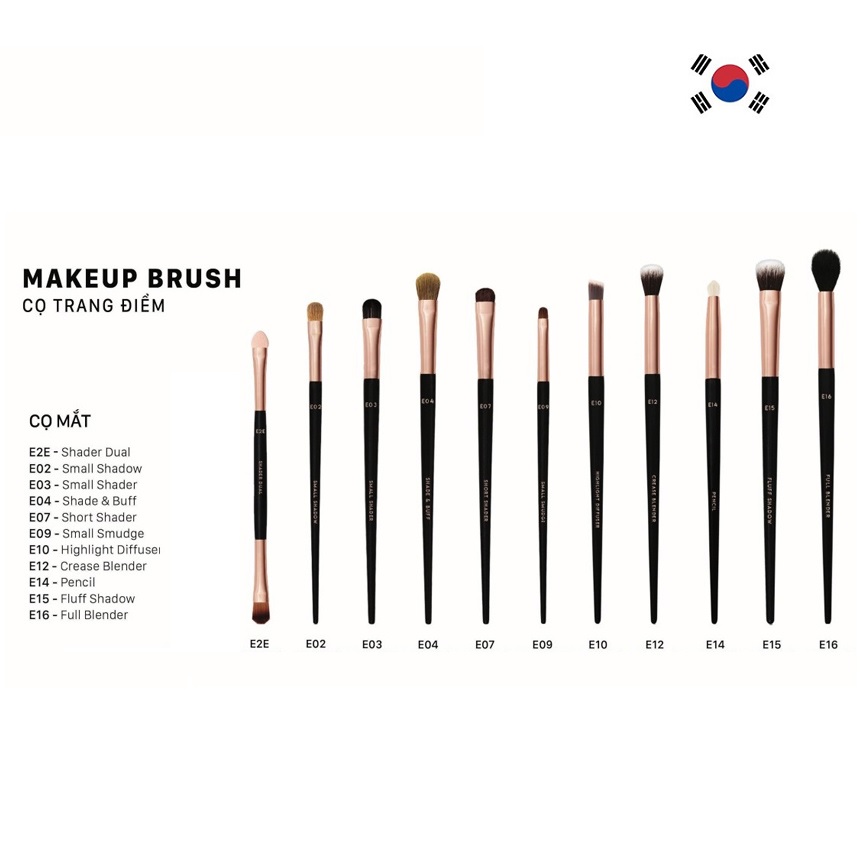 MAKEUP BRUSH
CỌ TRANG ĐIỂM
CỌ MẮT
E2E - Shader Dual
E02 - Small Shadow
E03 - Small Shader
E04 - Shade & Buff
E07 - Short Shader
E09 - Small Smudge
E10 - Highlight Diffuser
E12 - Crease Blender
E14 - Pencil
E15 - Fluff Shadow
E16 - Full Blender
E2E
SHADER DUAL
E02
SMALL SHADOW
E03
SMALL SHADER
E04
SHADE & BUFF
E07
SHORT SHADER
E09
SMALL SMUDGE
E10
HIGHLIGHT DIFFUSER
E12
CREASE BLENDER
E14
PENCIL
E15
FLUFF SHADOW
E16
FULL BLENDER
E2E E02 E03 E04 E07 E09 E10 E12 E14 E15 E16